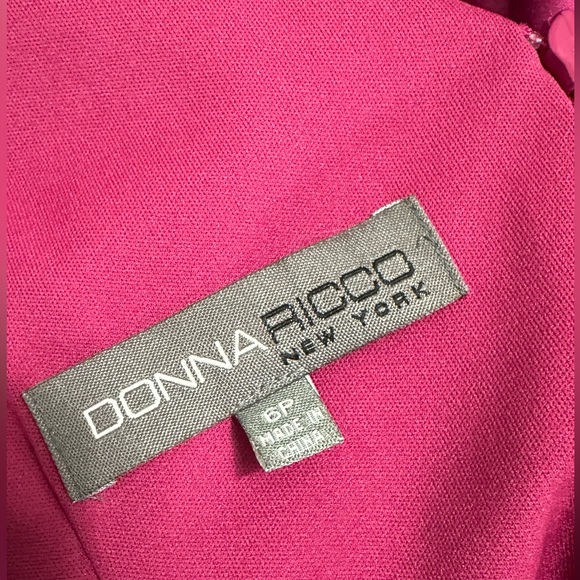 DONNA RICCO
NEW YORK
6P
MADE IN
CHINA